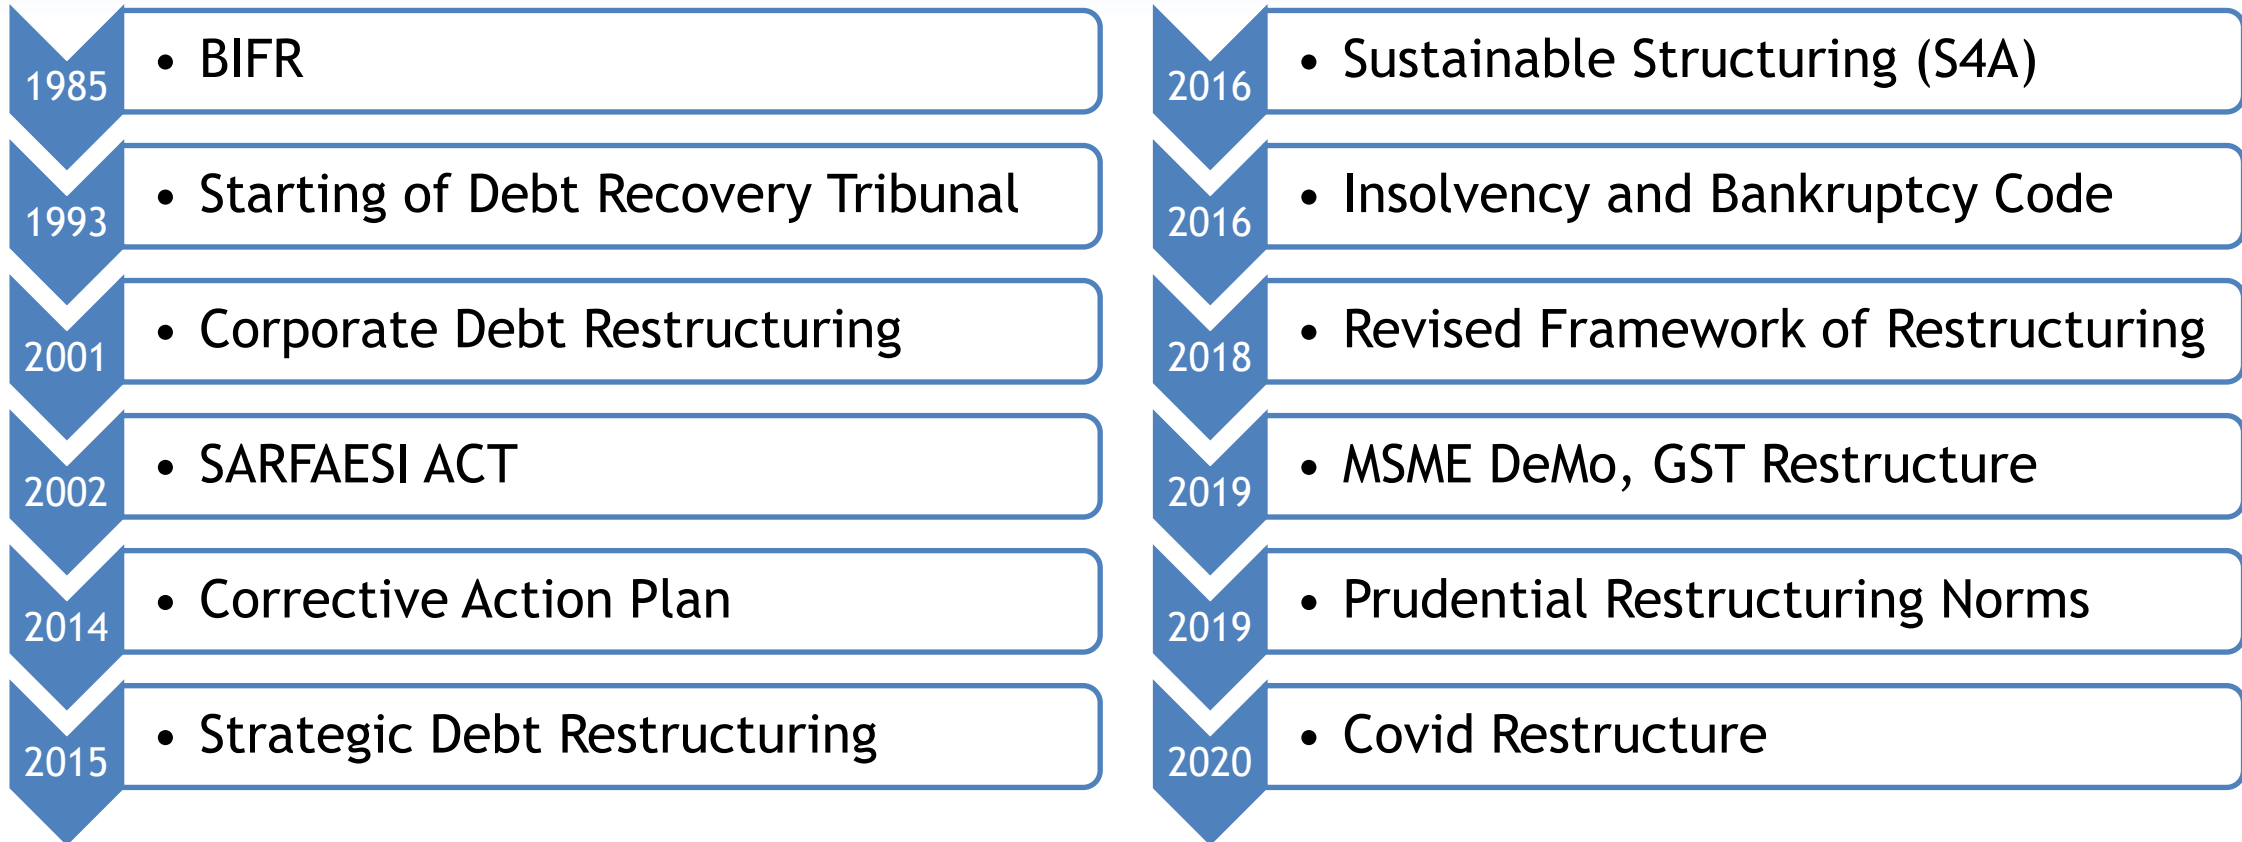 1985
• BIFR
1993
• Starting of Debt Recovery Tribunal
2001
• Corporate Debt Restructuring
2002
• SARFAESI ACT
2014
• Corrective Action Plan
2015
• Strategic Debt Restructuring
2016
• Sustainable Structuring (S4A)
2016
• Insolvency and Bankruptcy Code
2018
• Revised Framework of Restructuring
2019
• MSME DeMo, GST Restructure
2019
• Prudential Restructuring Norms
2020
• Covid Restructure